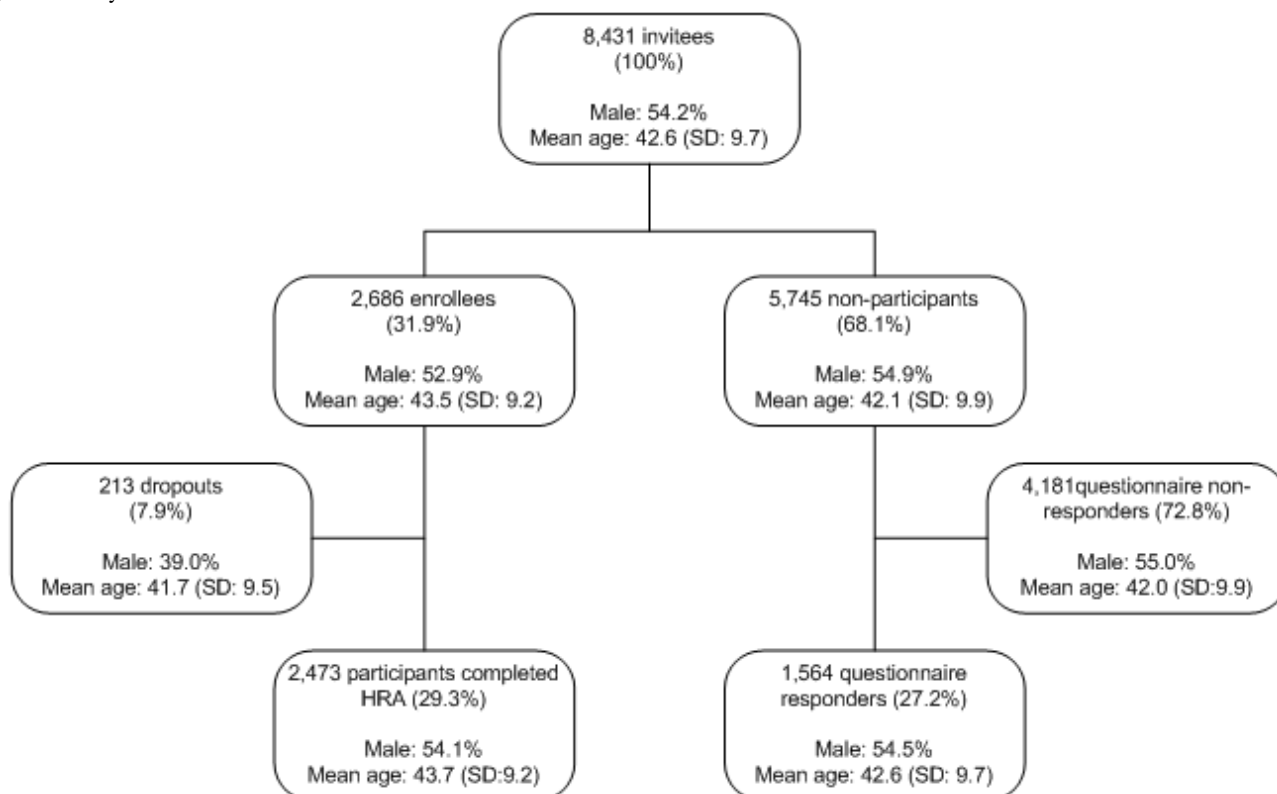 8,431 invitees
(100%)
Male: 54.2%
Mean age: 42.6 (SD: 9.7)
2,686 enrollees
(31.9%)
Male: 52.9%
Mean age: 43.5 (SD: 9.2)
5,745 non-participants
(68.1%)
Male: 54.9%
Mean age: 42.1 (SD: 9.9)
213 dropouts
(7.9%)
Male: 39.0%
Mean age: 41.7 (SD: 9.5)
4,181questionnaire non-
responders (72.8%)
Male: 55.0%
Mean age: 42.0 (SD:9.9)
2,473 participants completed
HRA (29.3%)
Male: 54.1%
Mean age: 43.7 (SD:9.2)
1,564 questionnaire
responders (27.2%)
Male: 54.5%
Mean age: 42.6 (SD: 9.7)